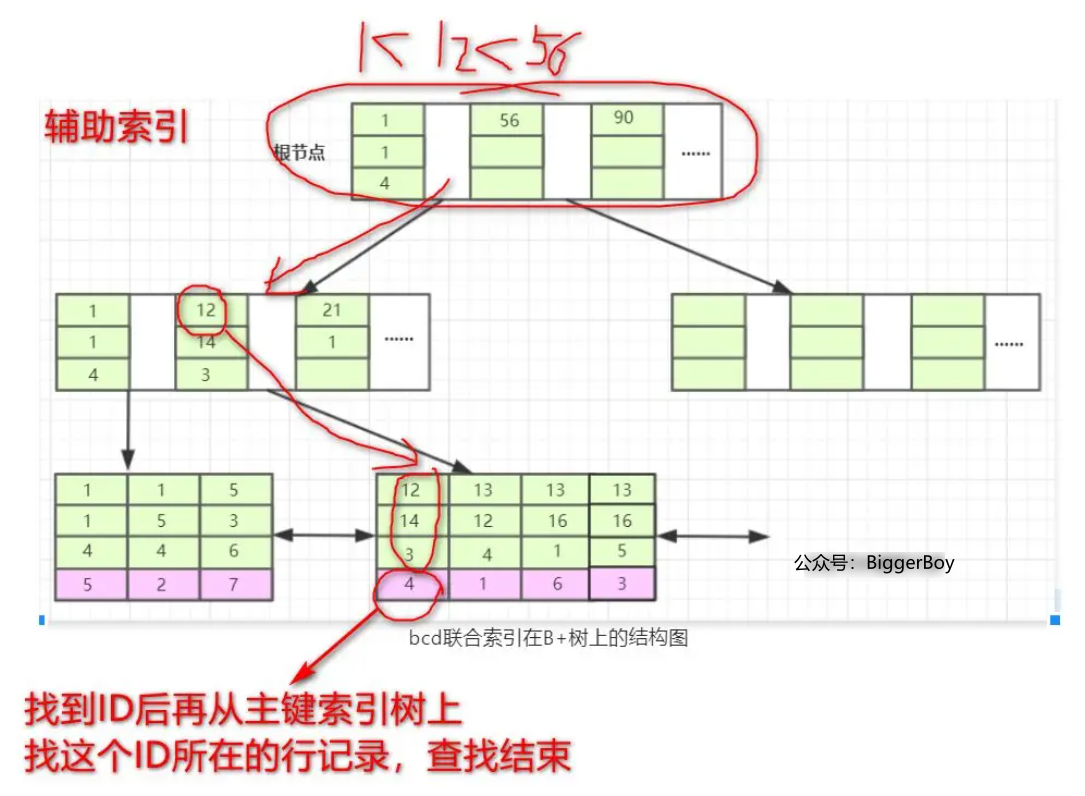 1<12<56
辅助索引
根节点
1 56 90
1 ......
4
1 12 21
1 14 1 ......
4 3
......
1 1 5
1 5 3
4 4 6
5 2 7
12 13 13 13
14 12 16 16
3 4 1 5
4 1 6 3
公众号：BiggerBoy
bcd联合索引在B+树上的结构图
找到ID后再从主键索引树上
找这个ID所在的行记录，查找结束